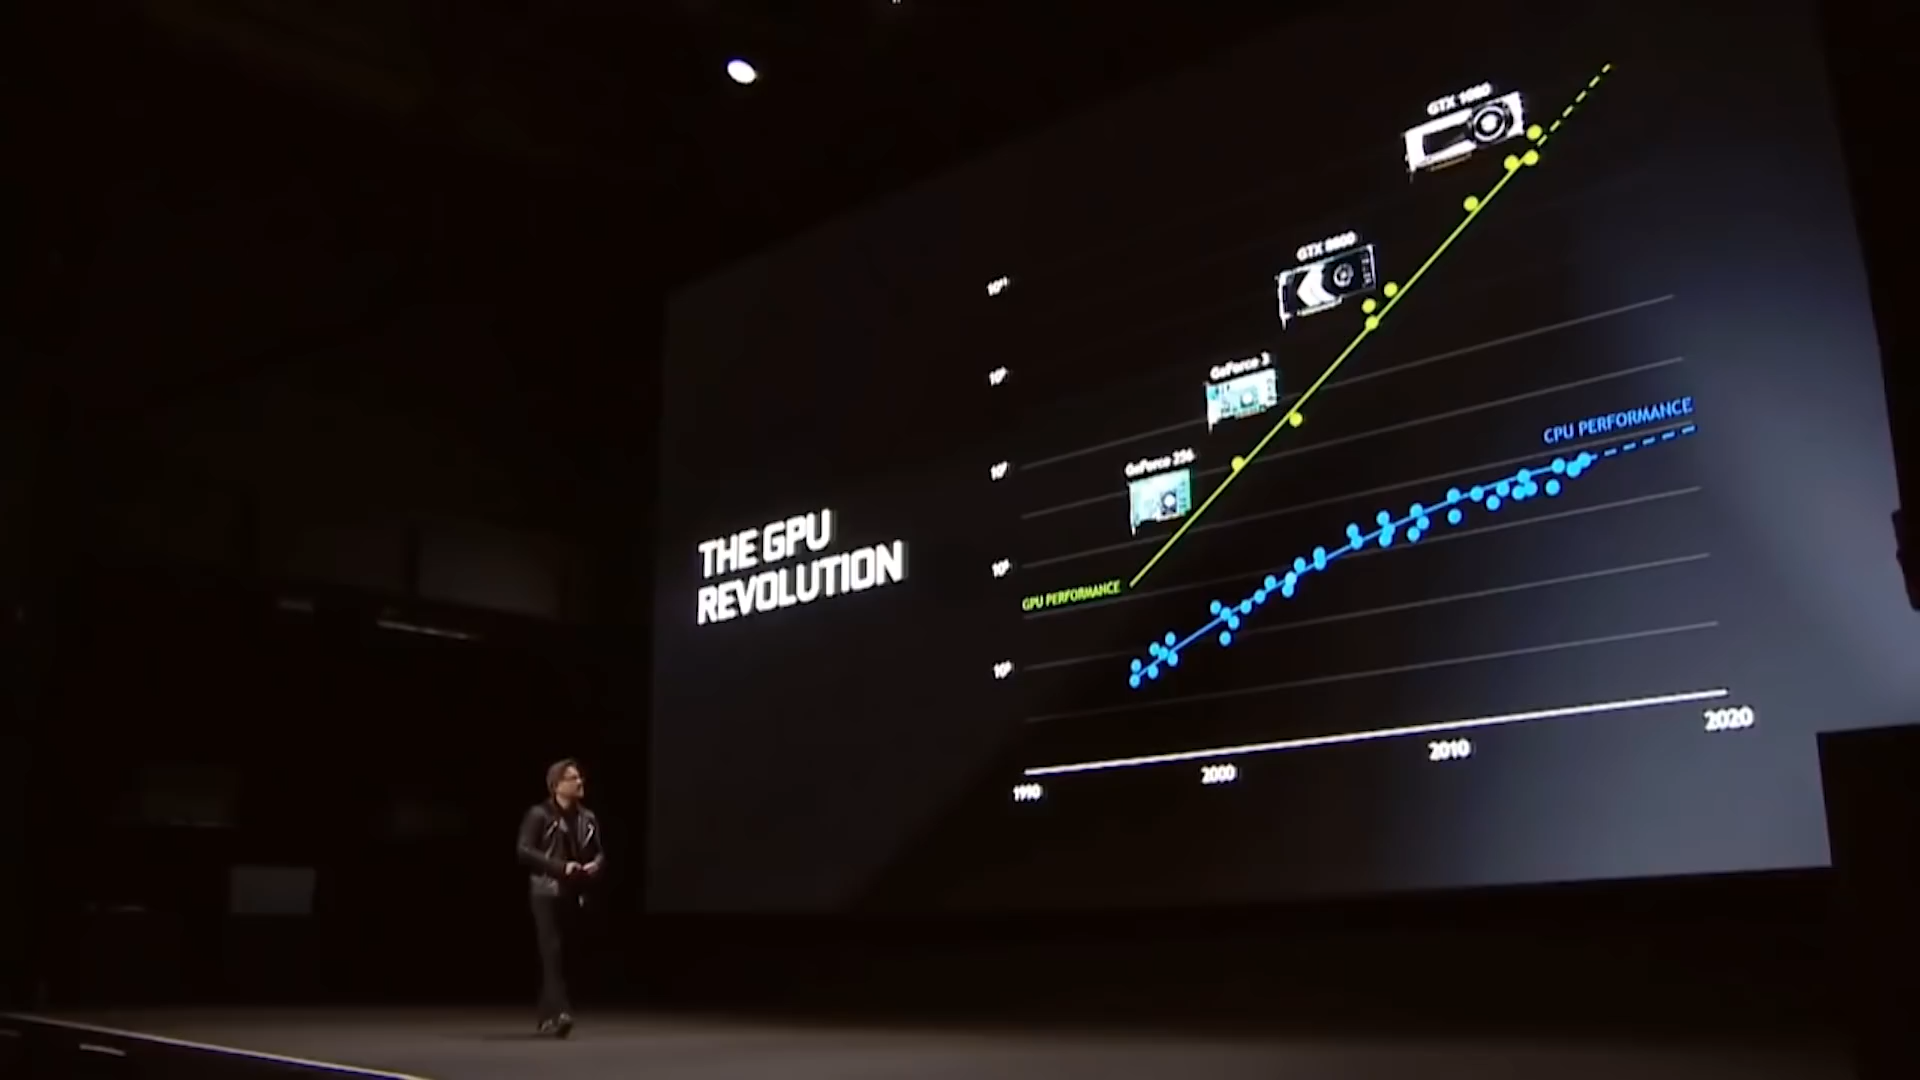 THE GPU
REVOLUTION
GTX 1080
GTX 8800
GeForce 3
GeForce 256
GPU PERFORMANCE
CPU PERFORMANCE
1990
2000
2010
2020